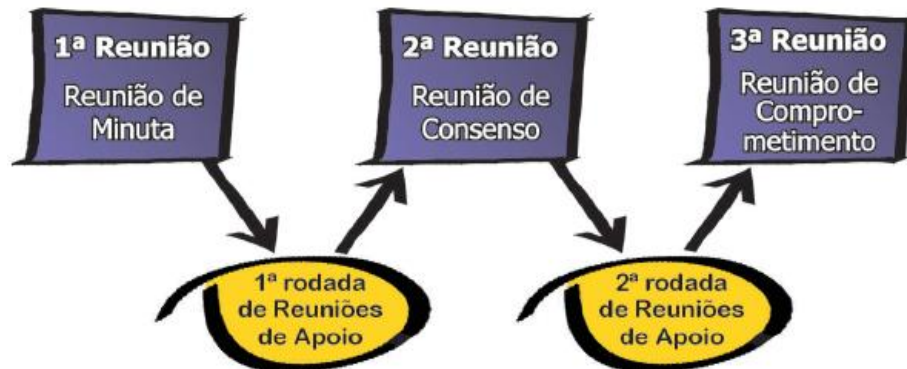 1ª Reunião
Reunião de
Minuta
2ª Reunião
Reunião de
Consenso
3ª Reunião
Reunião de
Compro-
metimento
1ª rodada
de Reuniões
de Apoio
2ª rodada
de Reuniões
de Apoio